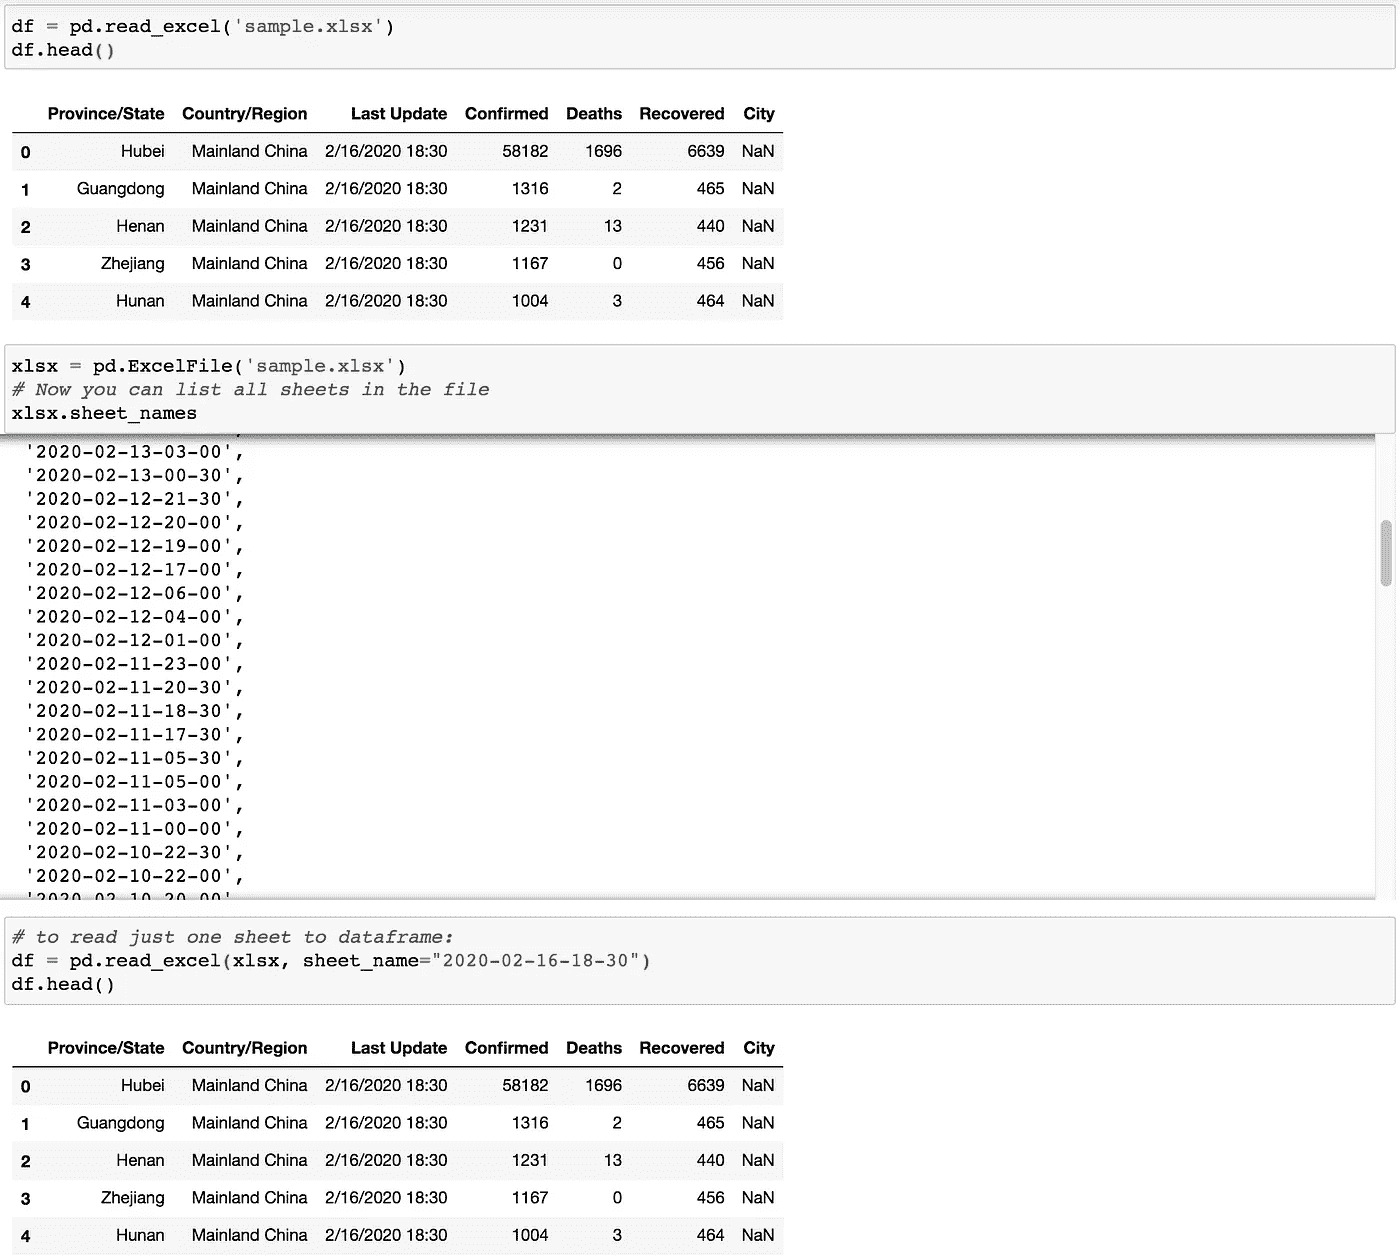 df = pd.read_excel('sample.xlsx')
df.head()
Province/State Country/Region Last Update Confirmed Deaths Recovered City
0 Hubei Mainland China 2/16/2020 18:30 58182 1696 6639 NaN
1 Guangdong Mainland China 2/16/2020 18:30 1316 2 465 NaN
2 Henan Mainland China 2/16/2020 18:30 1231 13 440 NaN
3 Zhejiang Mainland China 2/16/2020 18:30 1167 0 456 NaN
4 Hunan Mainland China 2/16/2020 18:30 1004 3 464 NaN
xlsx = pd.ExcelFile('sample.xlsx')
# Now you can list all sheets in the file
xlsx.sheet_names
'2020-02-13-03-00',
'2020-02-13-00-30',
'2020-02-12-21-30',
'2020-02-12-20-00',
'2020-02-12-19-00',
'2020-02-12-17-00',
'2020-02-12-06-00',
'2020-02-12-04-00',
'2020-02-12-01-00',
'2020-02-11-23-00',
'2020-02-11-20-30',
'2020-02-11-18-30',
'2020-02-11-17-30',
'2020-02-11-05-30',
'2020-02-11-05-00',
'2020-02-11-03-00',
'2020-02-11-00-00',
'2020-02-10-22-30',
'2020-02-10-22-00',
'2020-02-10-20-00'
# to read just one sheet to dataframe:
df = pd.read_excel(xlsx, sheet_name="2020-02-16-18-30")
df.head()
Province/State Country/Region Last Update Confirmed Deaths Recovered City
0 Hubei Mainland China 2/16/2020 18:30 58182 1696 6639 NaN
1 Guangdong Mainland China 2/16/2020 18:30 1316 2 465 NaN
2 Henan Mainland China 2/16/2020 18:30 1231 13 440 NaN
3 Zhejiang Mainland China 2/16/2020 18:30 1167 0 456 NaN
4 Hunan Mainland China 2/16/2020 18:30 1004 3 464 NaN